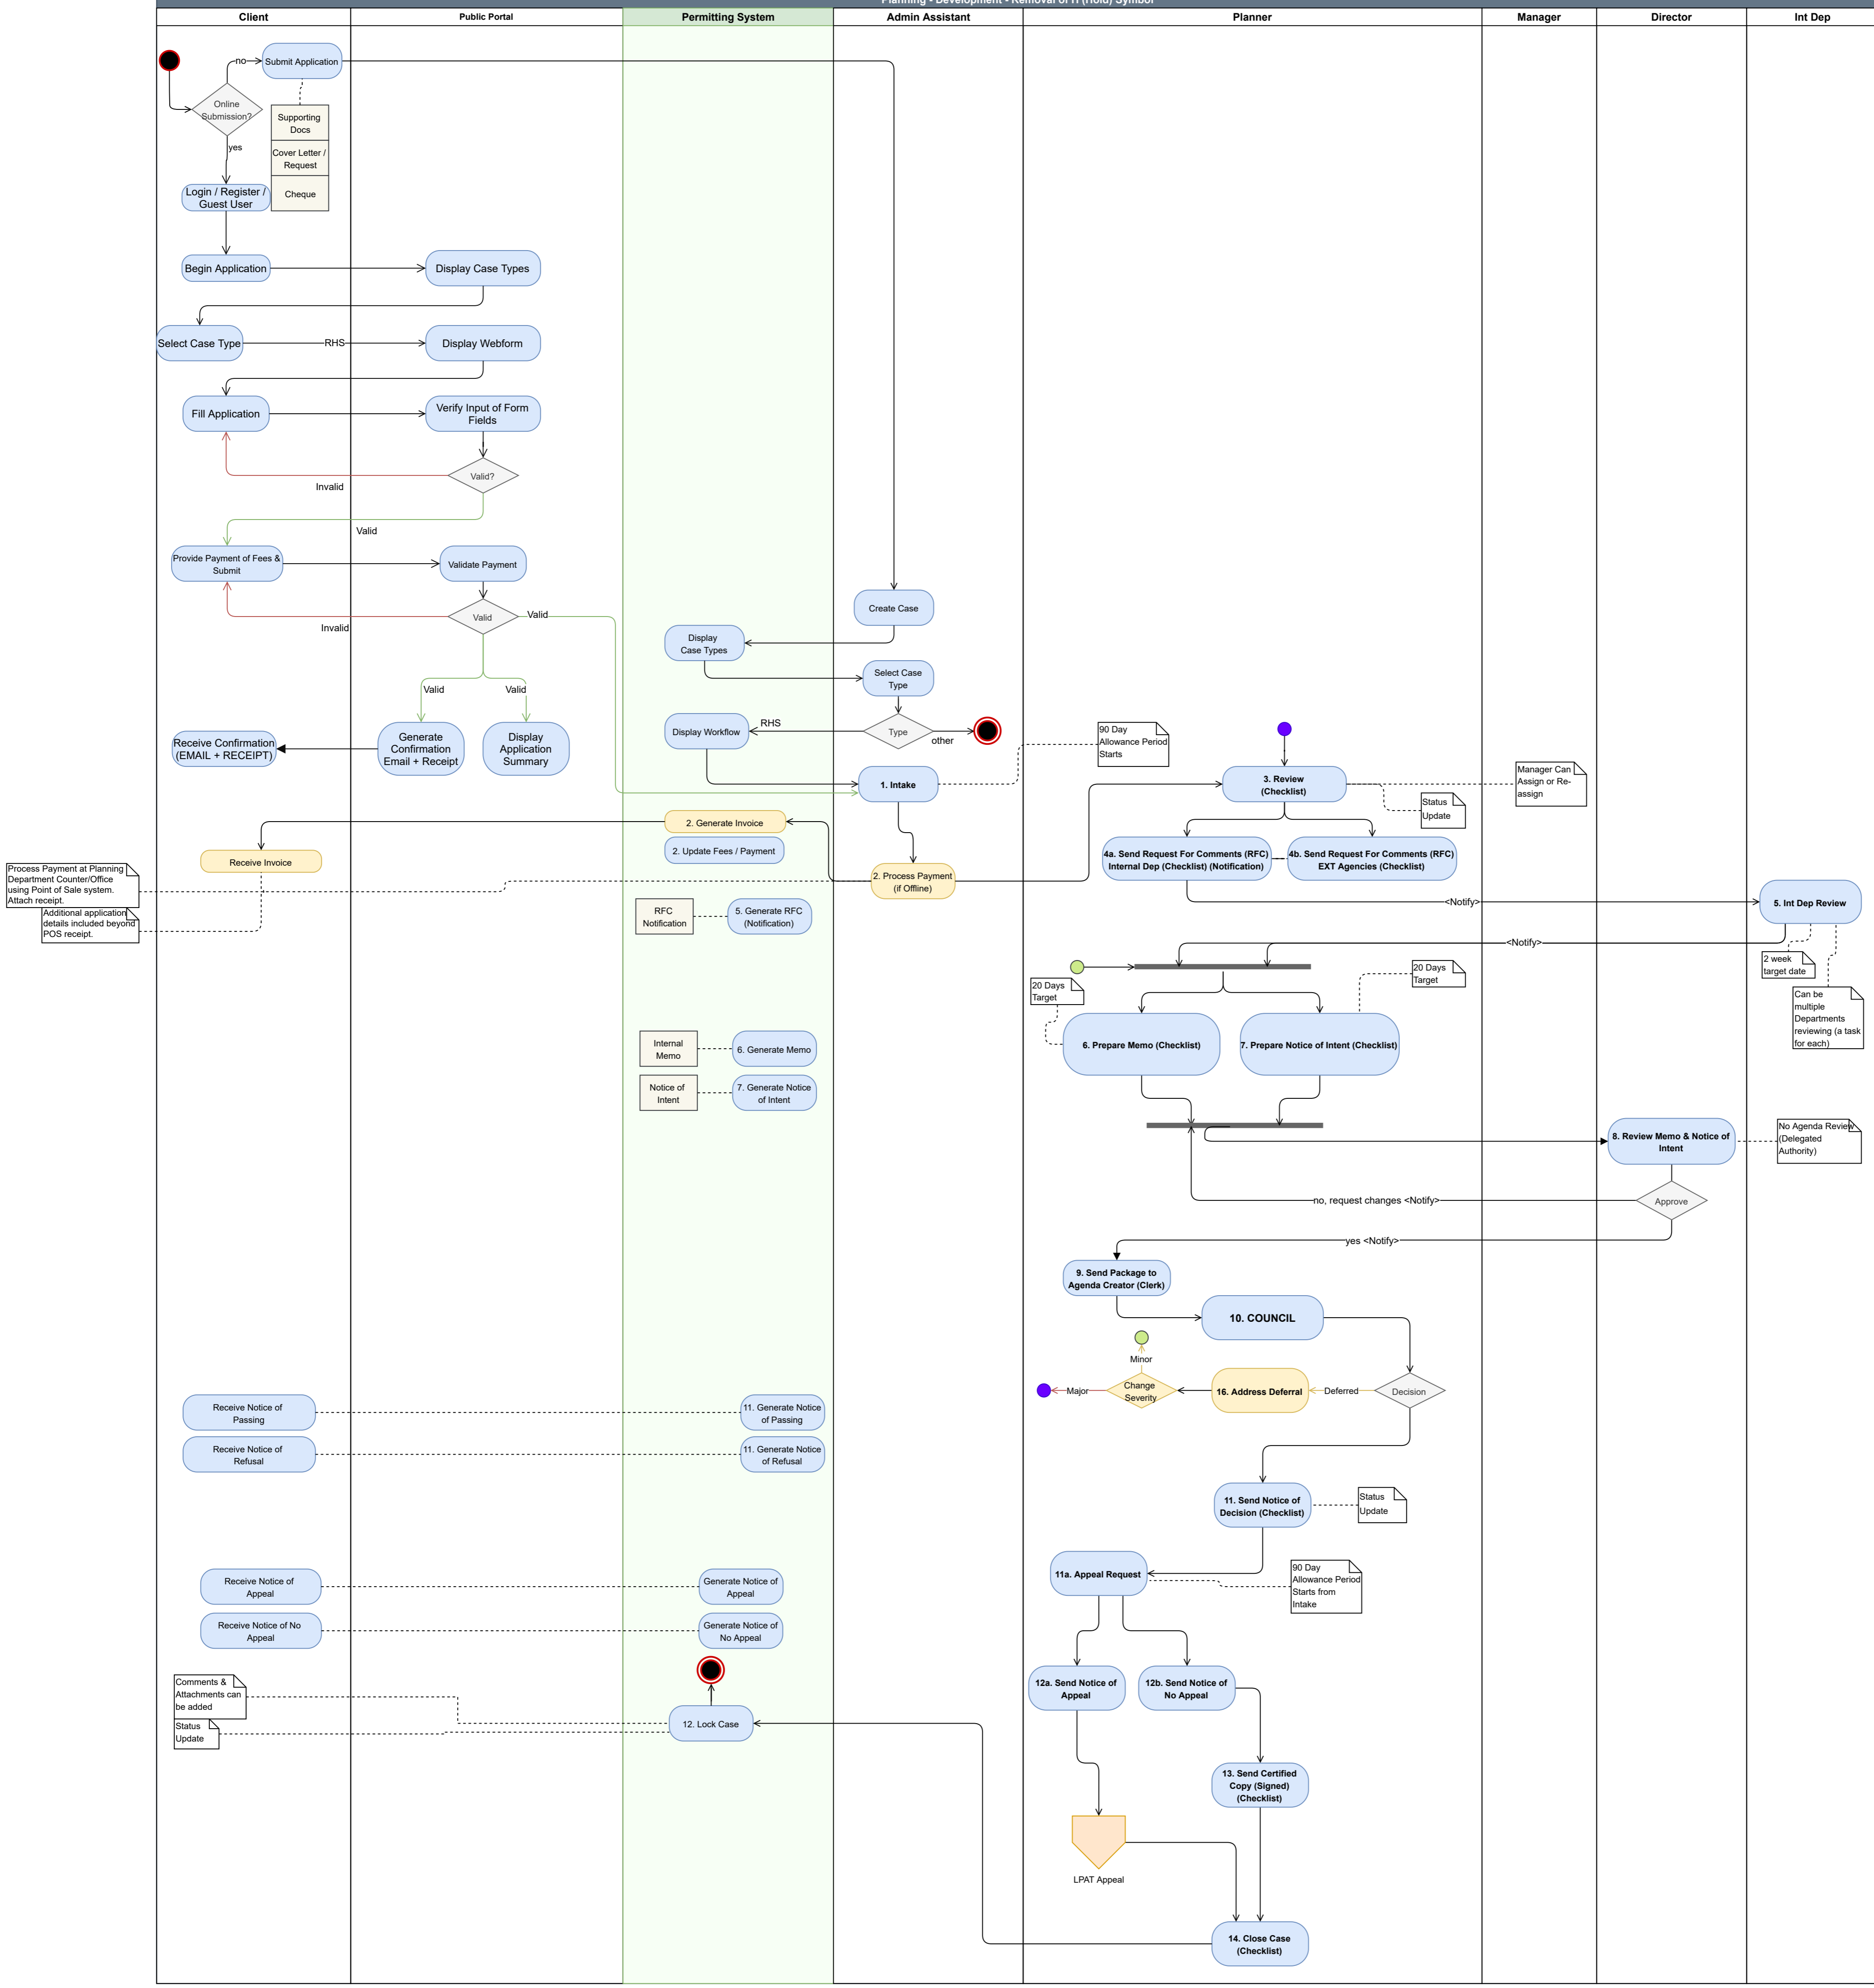 Planning - Development - Removal of H (Hold) Symbol
Client
Public Portal
Permitting System
Admin Assistant
Planner
Manager
Director
Int Dep
no
Submit Application
Online
Submission?
Supporting
Docs
yes
Cover Letter /
Request
Cheque
Login / Register /
Guest User
Begin Application
Display Case Types
Select Case Type
RHS
Display Webform
Fill Application
Verify Input of Form
Fields
Valid?
Invalid
Valid
Provide Payment of Fees &
Submit
Validate Payment
Valid
Valid
Invalid
Create Case
Display
Case Types
Select Case
Type
Valid
Valid
Receive Confirmation
(EMAIL + RECEIPT)
Generate
Confirmation
Email + Receipt
Display
Application
Summary
Display Workflow
RHS
Type
other
90 Day
Allowance Period
Starts
1. Intake
3. Review
(Checklist)
Manager Can
Assign or Re-
assign
Status
Update
2. Generate Invoice
2. Update Fees / Payment
Receive Invoice
2. Process Payment
(if Offline)
4a. Send Request For Comments (RFC)
Internal Dep (Checklist) (Notification)
4b. Send Request For Comments (RFC)
EXT Agencies (Checklist)
Process Payment at Planning
Department Counter/Office
using Point of Sale system.
Attach receipt.
Additional application
details included beyond
POS receipt.
RFC
Notification
5. Generate RFC
(Notification)
<Notify>
5. Int Dep Review
<Notify>
2 week
target date
20 Days
Target
20 Days
Target
Can be
multiple
Departments
reviewing (a task
for each)
Internal
Memo
6. Generate Memo
6. Prepare Memo (Checklist)
7. Prepare Notice of Intent (Checklist)
Notice of
Intent
7. Generate Notice
of Intent
8. Review Memo & Notice of
Intent
No Agenda Review
(Delegated
Authority)
no, request changes <Notify>
Approve
yes <Notify>
9. Send Package to
Agenda Creator (Clerk)
10. COUNCIL
Minor
Major
Change
Severity
16. Address Deferral
Deferred
Decision
Receive Notice of
Passing
11. Generate Notice
of Passing
Receive Notice of
Refusal
11. Generate Notice
of Refusal
11. Send Notice of
Decision (Checklist)
Status
Update
Receive Notice of
Appeal
Generate Notice of
Appeal
11a. Appeal Request
90 Day
Allowance Period
Starts from
Intake
Receive Notice of No
Appeal
Generate Notice of
No Appeal
Comments &
Attachments can
be added
Status
Update
12. Lock Case
12a. Send Notice of
Appeal
12b. Send Notice of
No Appeal
13. Send Certified
Copy (Signed)
(Checklist)
LPAT Appeal
14. Close Case
(Checklist)